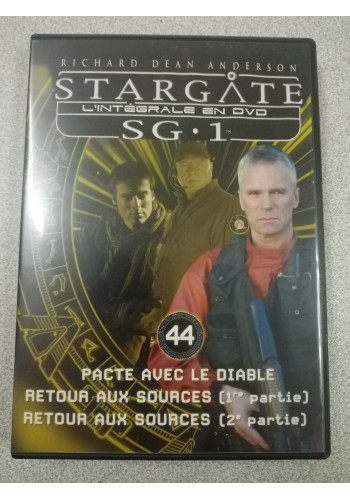 RICHARD DEAN ANDERSON
STARGATE
L'INTÉGRALE EN DVD
SG·1™
44
PACTE AVEC LE DIABLE
RETOUR AUX SOURCES (1re partie)
RETOUR AUX SOURCES (2e partie)